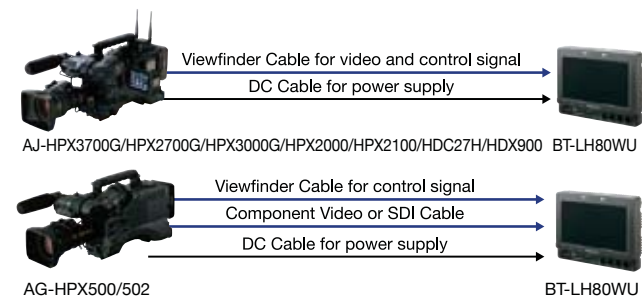 Viewfinder Cable for video and control signal
DC Cable for power supply
AJ-HPX3700G/HPX2700G/HPX3000G/HPX2000/HPX2100/HDC27H/HDX900 BT-LH80WU
Viewfinder Cable for control signal
Component Video or SDI Cable
DC Cable for power supply
AG-HPX500/502 BT-LH80WU